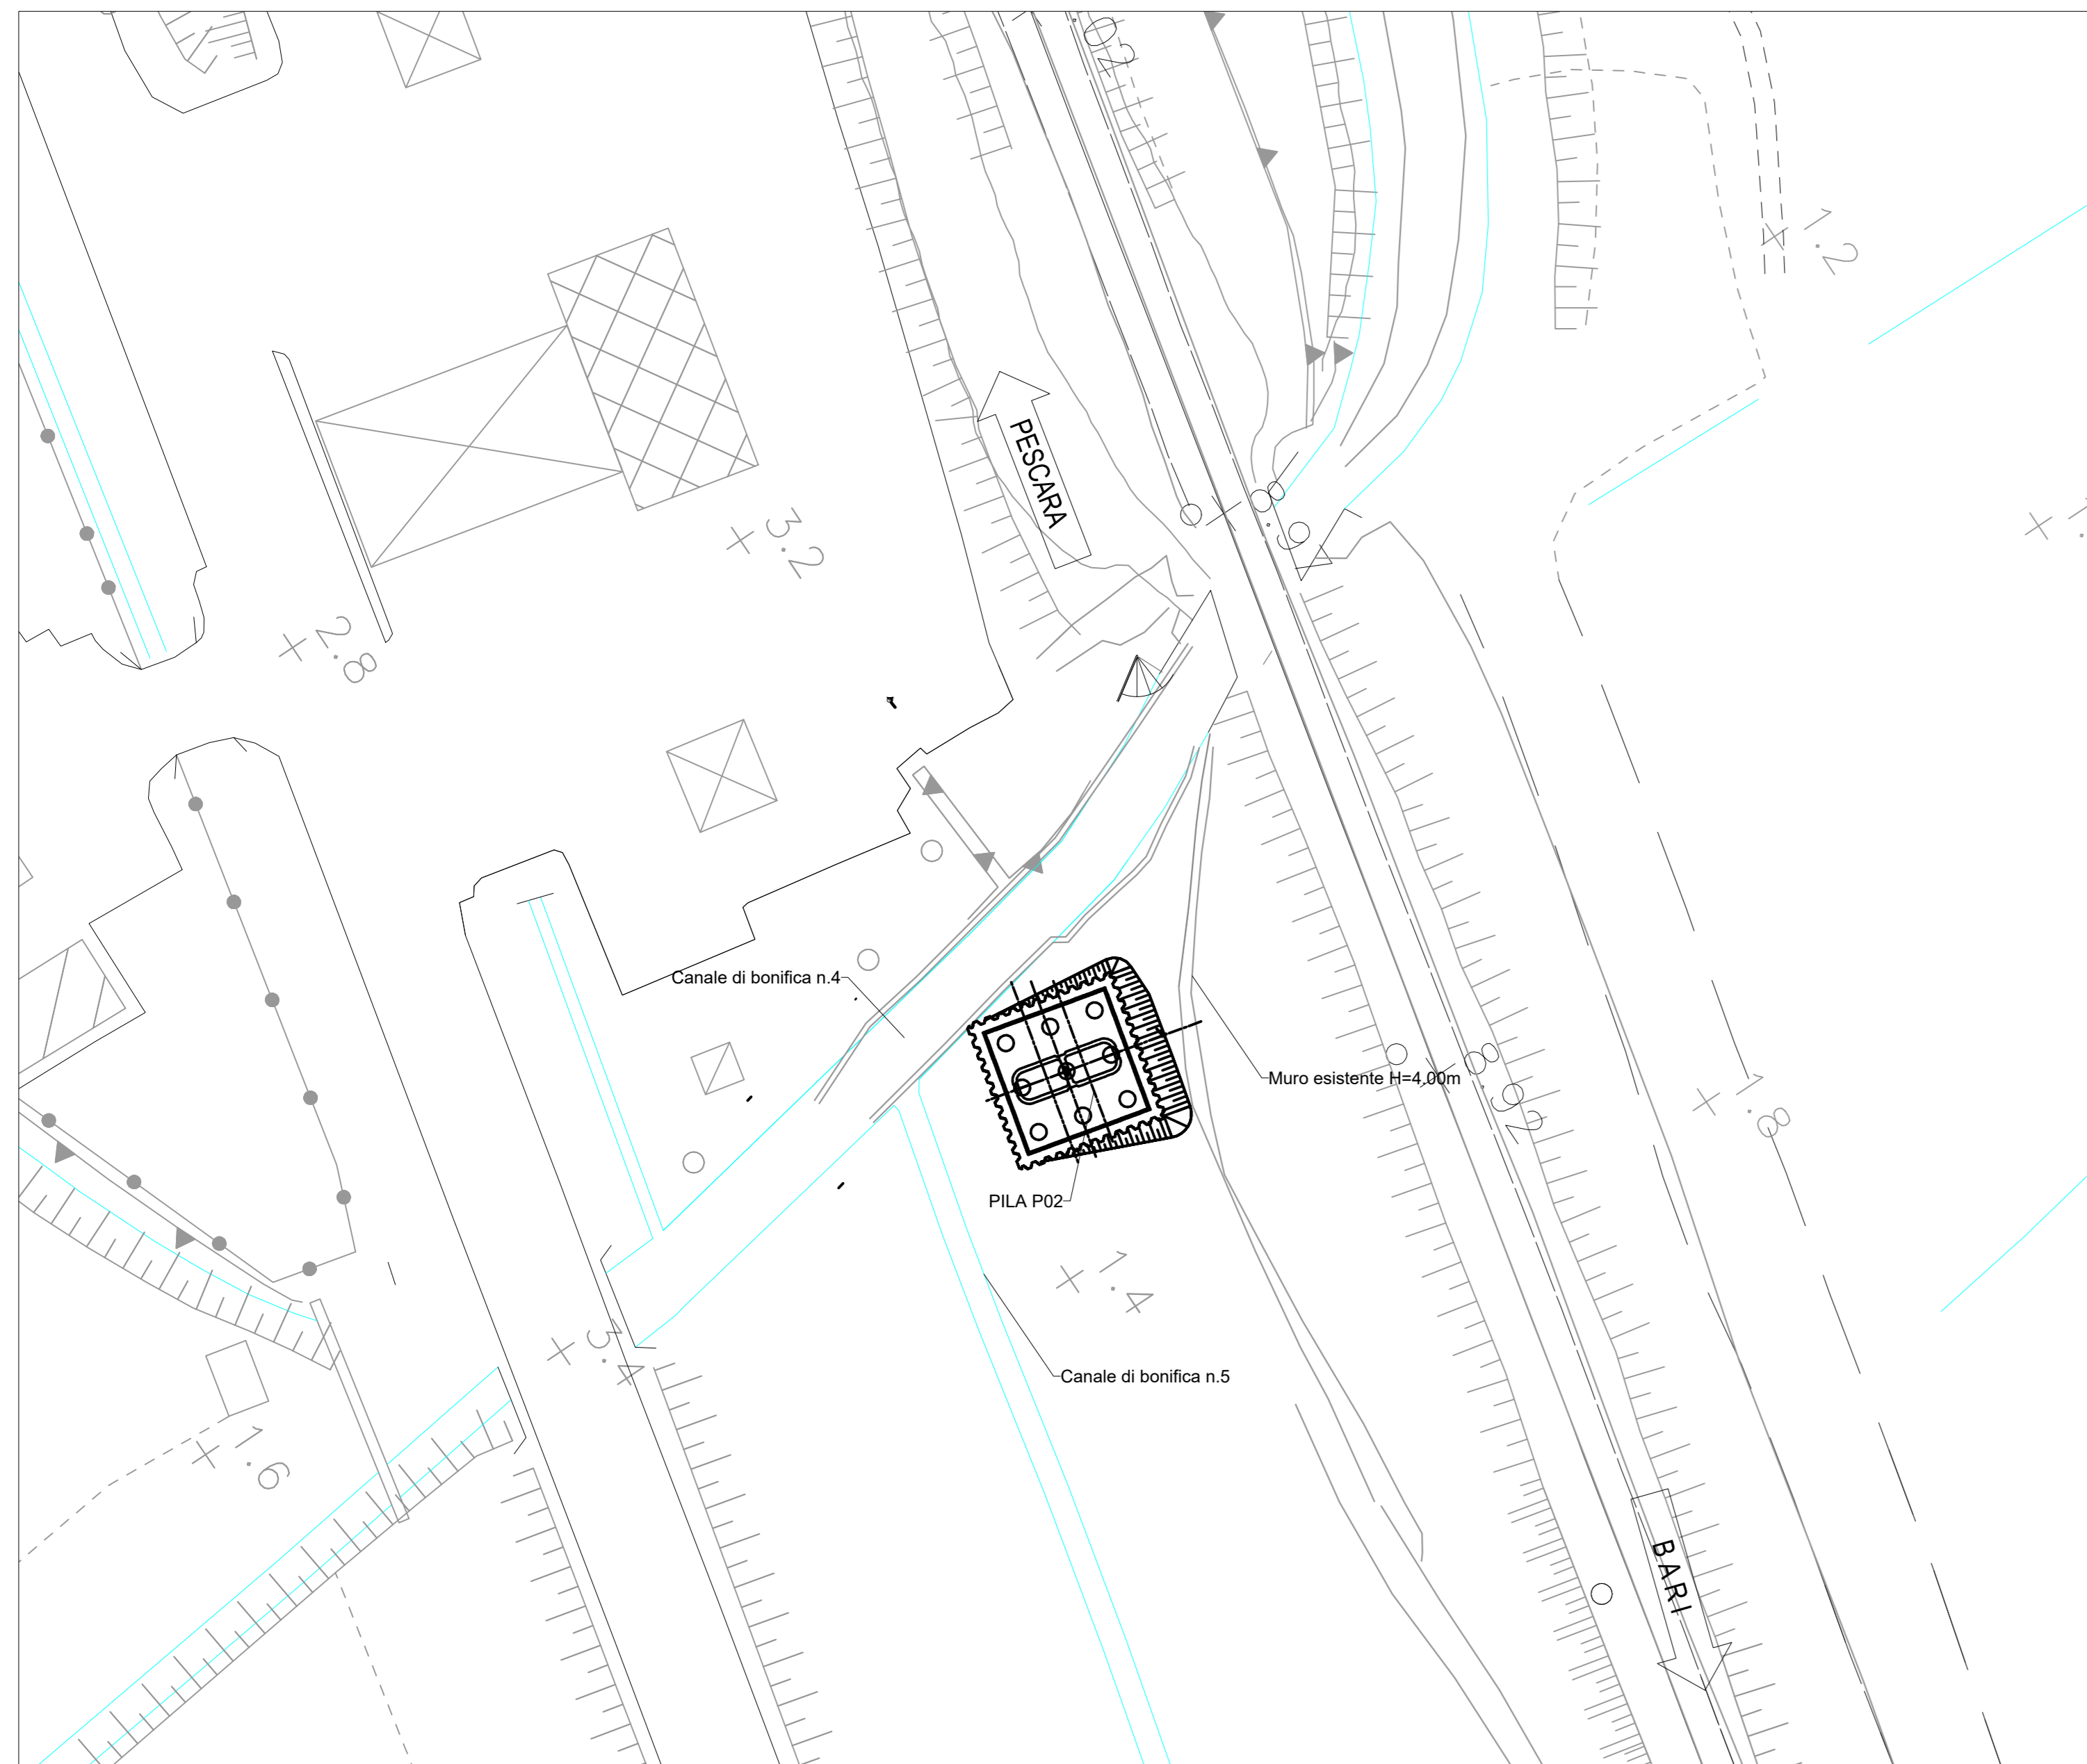 1.2
PESCARA
8.94
3.2
2.8
Canale di bonifica n.4
Muro esistente H=4,00m
8.92
1.8
PILA P02
1.4
3.4
Canale di bonifica n.5
1.6
BARI